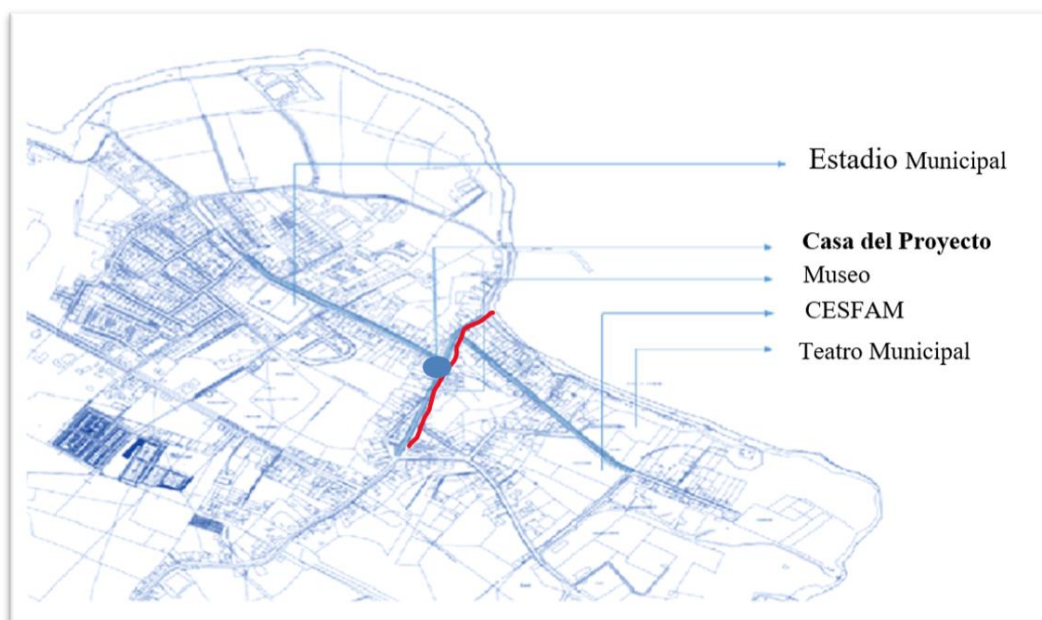 Estadio Municipal
Casa del Proyecto
Museo
CESFAM
Teatro Municipal